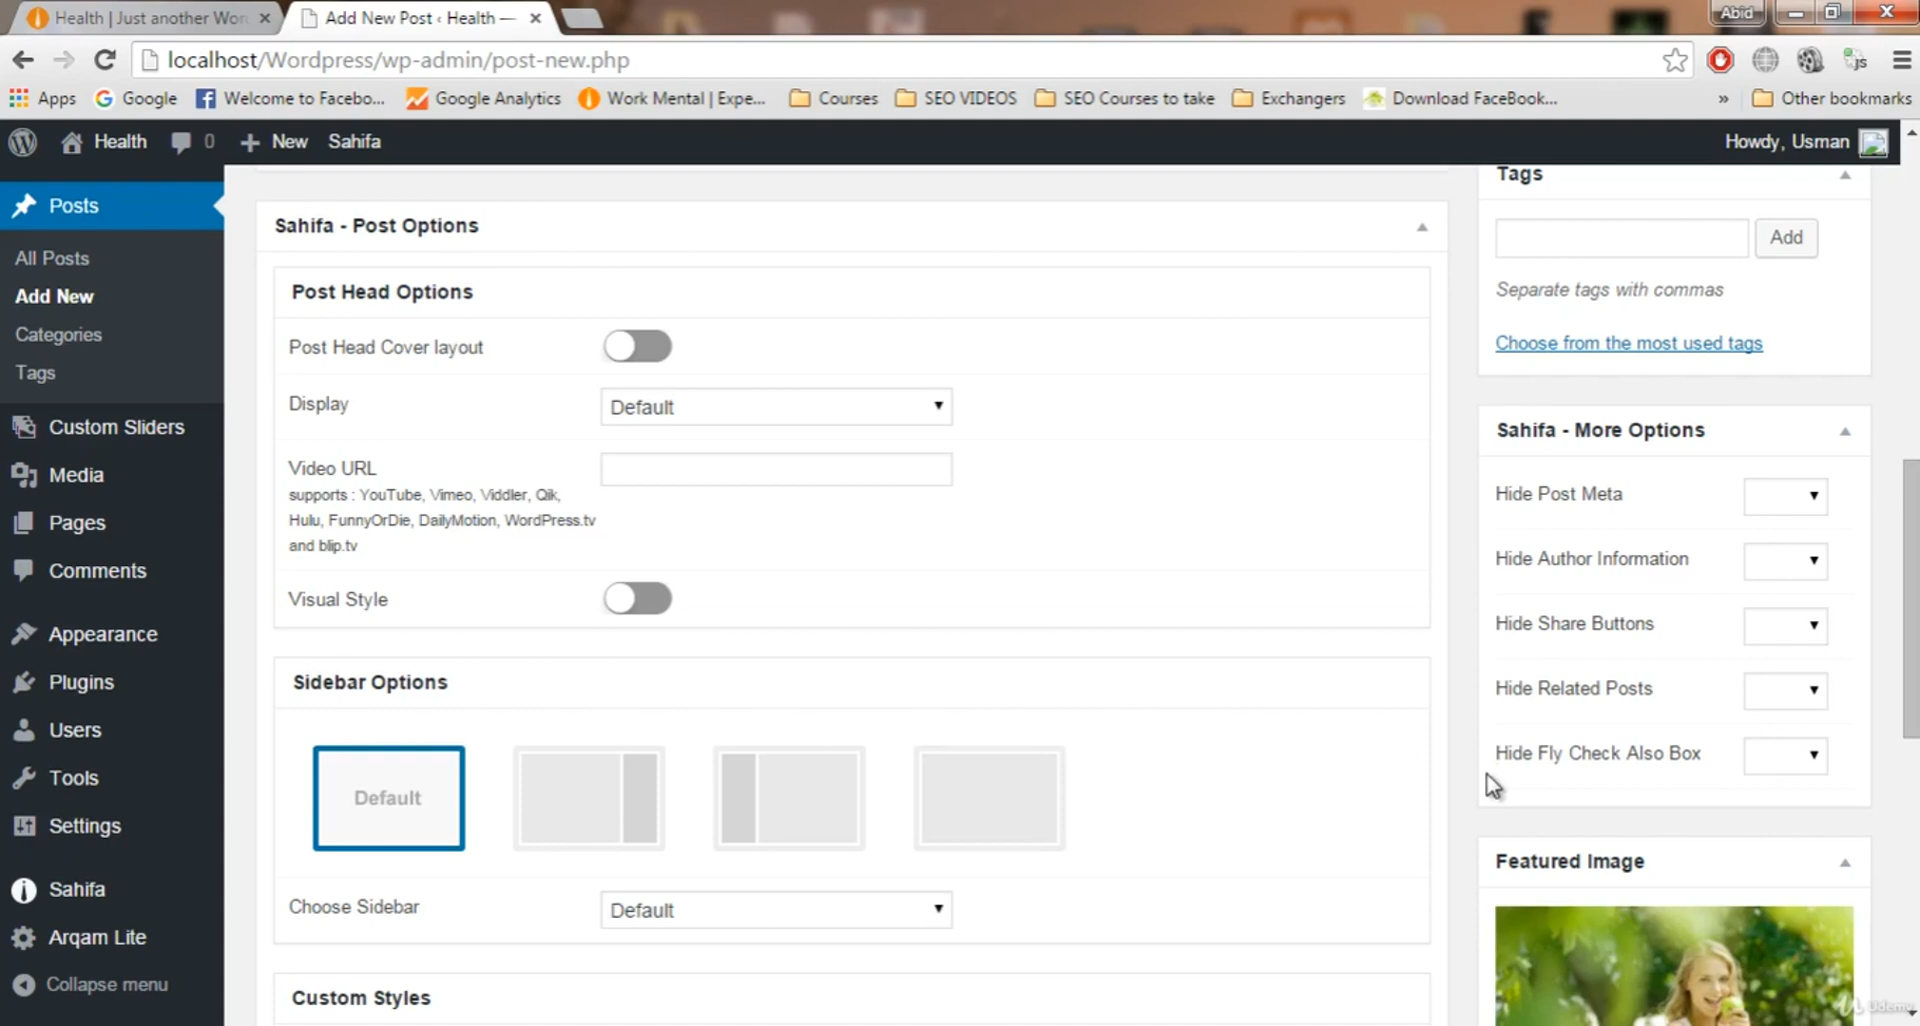 Health | Just another Wor
Add New Post ‹ Health —
Abid
localhost/Wordpress/wp-admin/post-new.php
Apps
Google
Welcome to Facebo...
Google Analytics
Work Mental | Expe...
Courses
SEO VIDEOS
SEO Courses to take
Exchangers
Download FaceBook...
»
Other bookmarks
Health
0
New
Sahifa
Howdy, Usman
Posts
All Posts
Add New
Categories
Tags
Custom Sliders
Media
Pages
Comments
Appearance
Plugins
Users
Tools
Settings
Sahifa
Arqam Lite
Collapse menu
Sahifa - Post Options
Post Head Options
Post Head Cover layout
Display
Default
Video URL
supports : YouTube, Vimeo, Viddler, Qik,
Hulu, FunnyOrDie, DailyMotion, WordPress.tv
and blip.tv
Visual Style
Sidebar Options
Default
Choose Sidebar
Default
Custom Styles
Tags
Add
Separate tags with commas
Choose from the most used tags
Sahifa - More Options
Hide Post Meta
Hide Author Information
Hide Share Buttons
Hide Related Posts
Hide Fly Check Also Box
Featured Image
Udemy